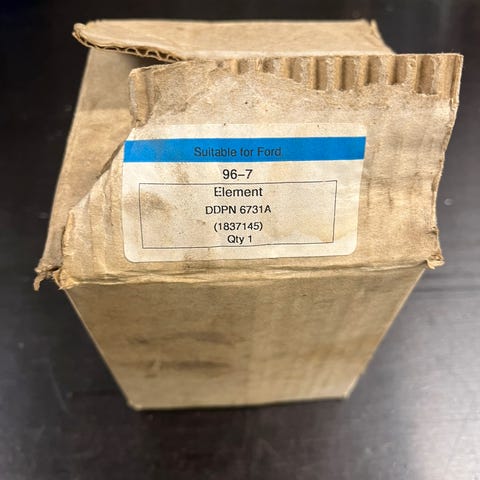 Suitable for Ford
96-7
Element
DDPN 6731A
(1837145)
Qty 1